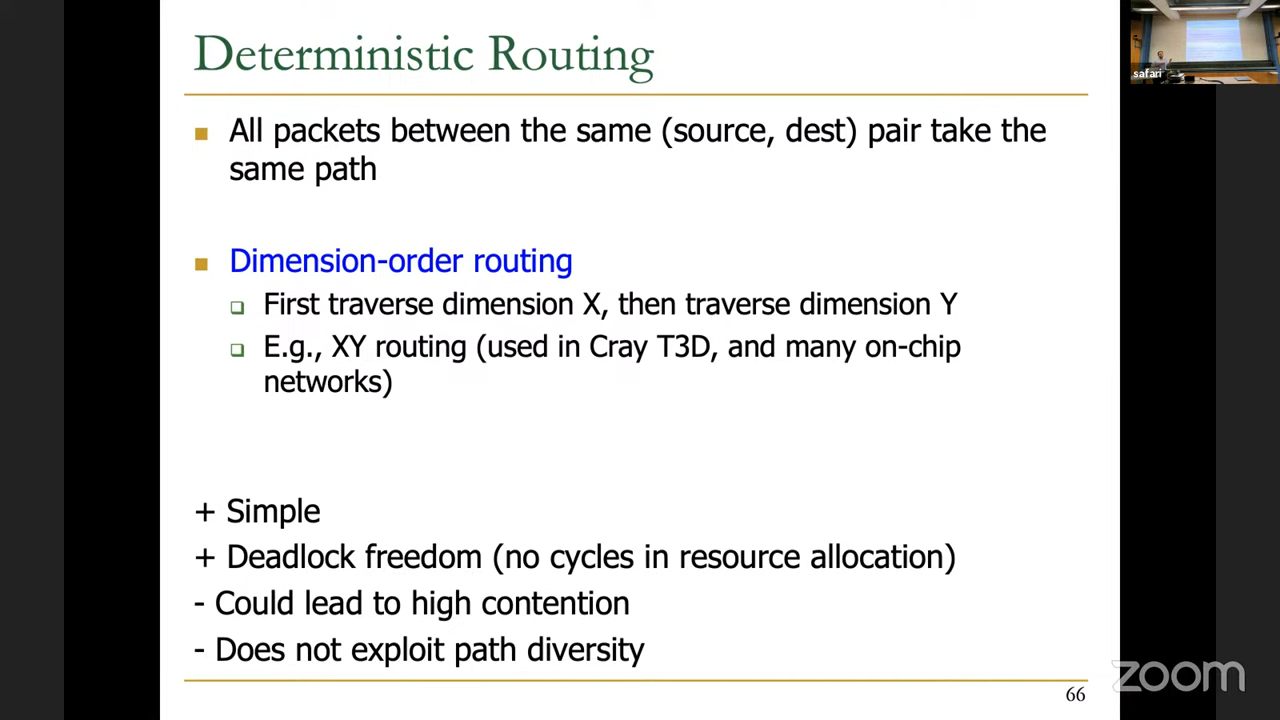 Deterministic Routing
safari
All packets between the same (source, dest) pair take the
same path
Dimension-order routing
First traverse dimension X, then traverse dimension Y
E.g., XY routing (used in Cray T3D, and many on-chip
networks)
+ Simple
+ Deadlock freedom (no cycles in resource allocation)
- Could lead to high contention
- Does not exploit path diversity
66
zoom